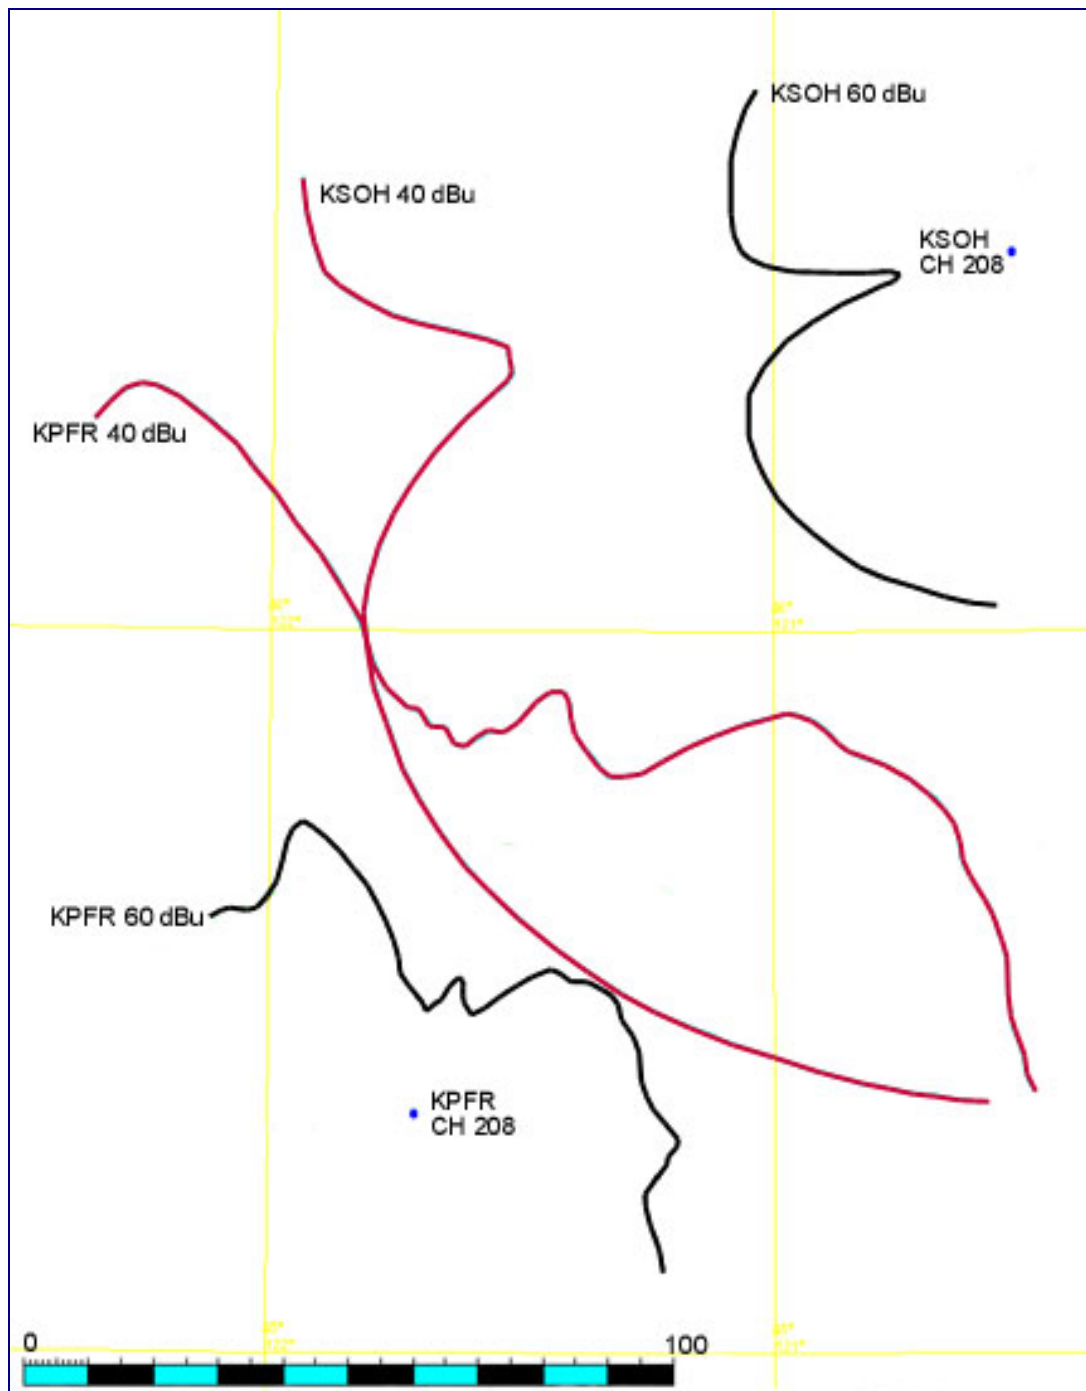 KSOH 60 dBu
KSOH 40 dBu
KSOH
CH 208
KPFR 40 dBu
KPFR 60 dBu
KPFR
CH 208
0
100